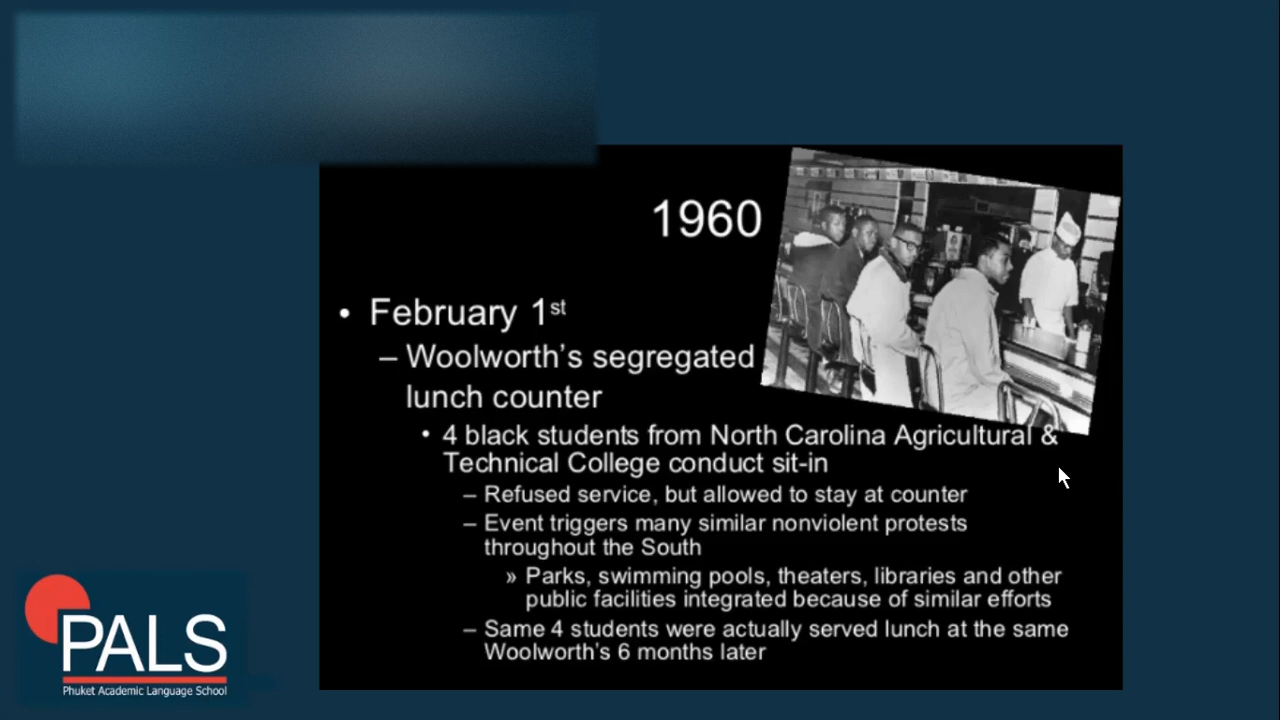 1960
• February 1st
– Woolworth’s segregated
lunch counter
• 4 black students from North Carolina Agricultural &
Technical College conduct sit-in
– Refused service, but allowed to stay at counter
– Event triggers many similar nonviolent protests
throughout the South
» Parks, swimming pools, theaters, libraries and other
public facilities integrated because of similar efforts
– Same 4 students were actually served lunch at the same
Woolworth’s 6 months later
PALS
Phuket Academic Language School